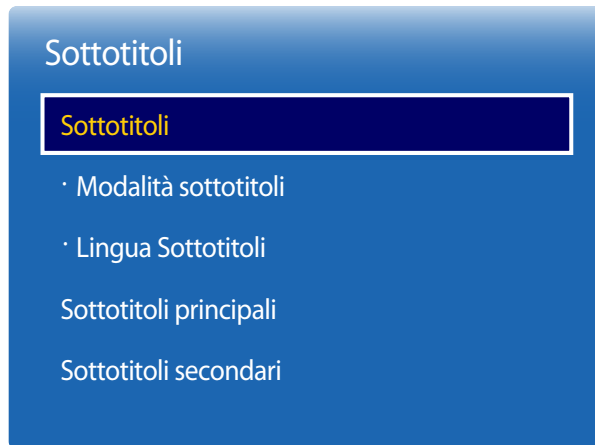 Sottotitoli
Sottotitoli
· Modalità sottotitoli
· Lingua Sottotitoli
Sottotitoli principali
Sottotitoli secondari